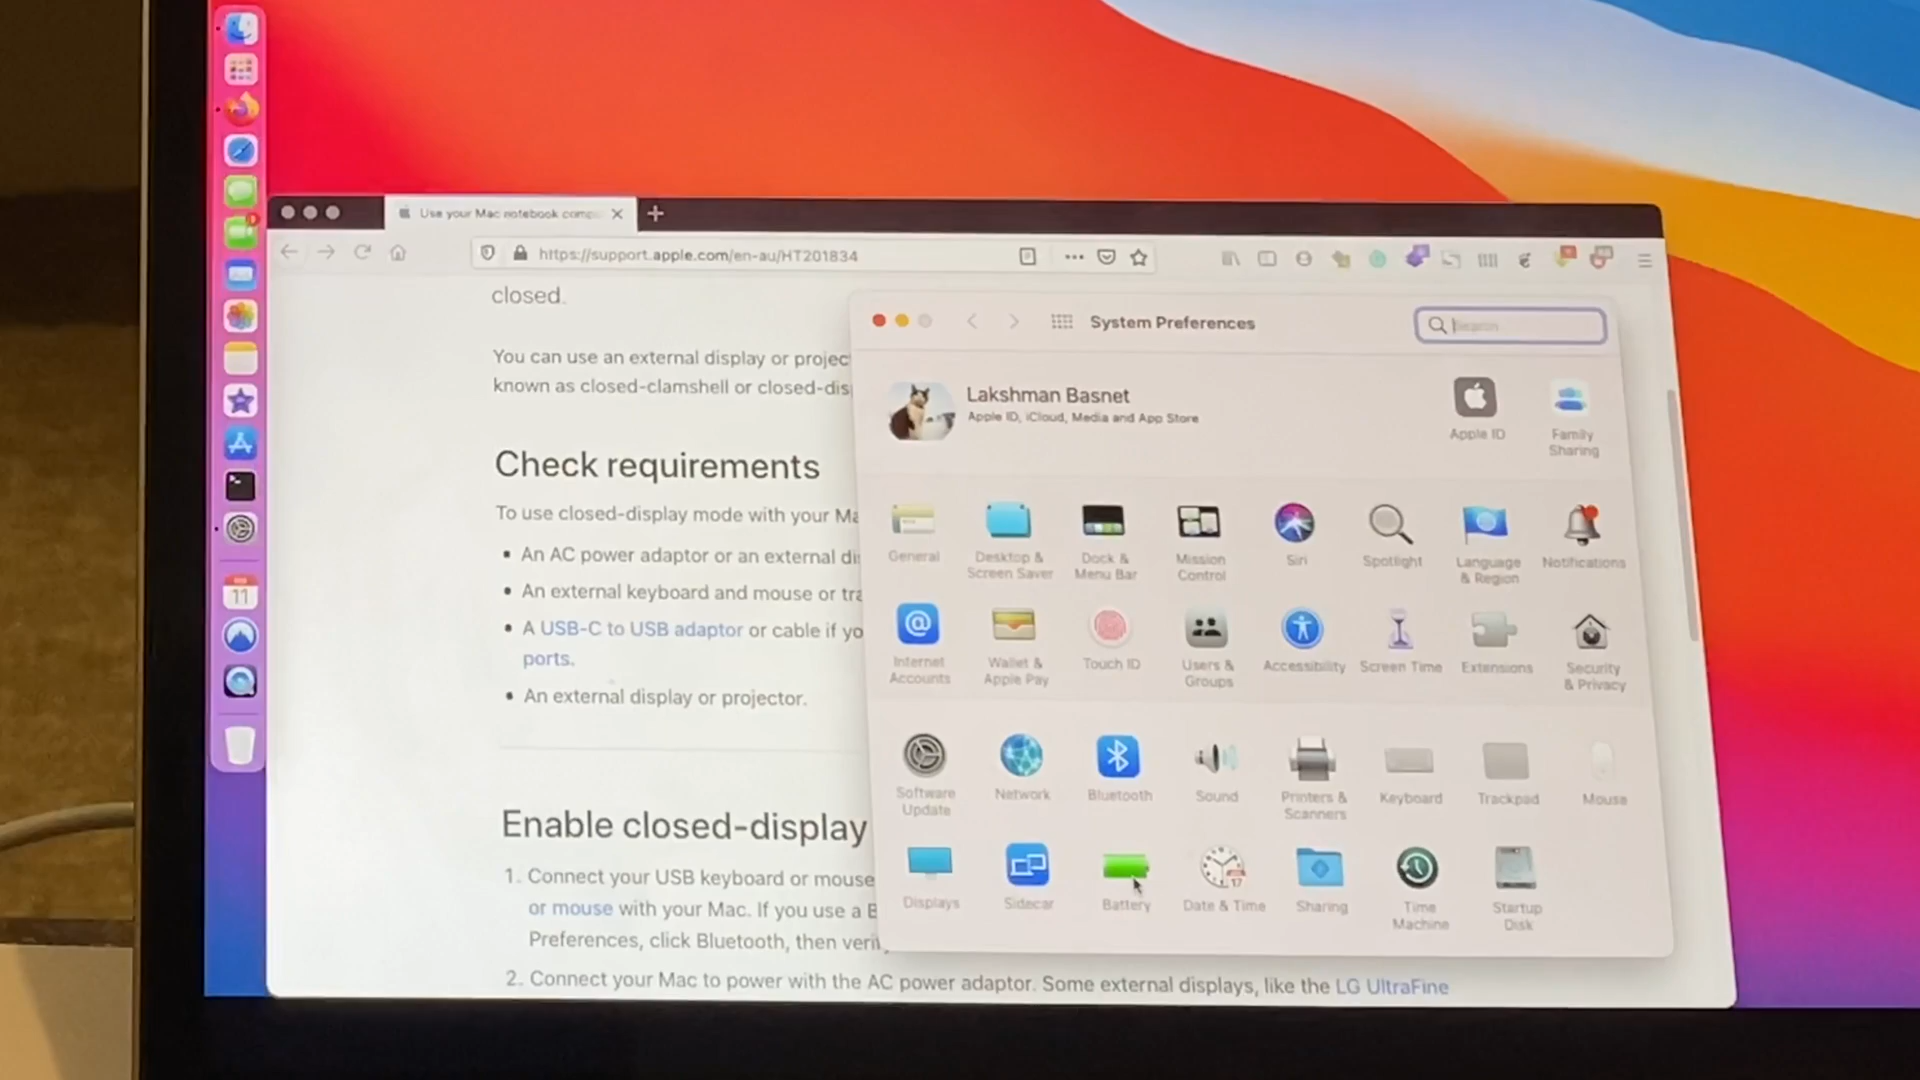 Use your Mac notebook
https://support.apple.com/en-au/HT201834
closed.
You can use an external display or projec
known as closed-clamshell or closed-dis
Check requirements
To use closed-display mode with your Ma
An AC power adaptor or an external di
An external keyboard and mouse or tra
A USB-C to USB adaptor or cable if yo
ports.
An external display or projector.
Enable closed-display
1. Connect your USB keyboard or mouse
or mouse with your Mac. If you use a B
Preferences, click Bluetooth, then verif
2. Connect your Mac to power with the AC power adaptor. Some external displays, like the LG UltraFine
System Preferences
Search
Lakshman Basnet
Apple ID, iCloud, Media and App Store
Apple ID
Family
Sharing
General
Desktop &
Screen Saver
Dock &
Menu Bar
Mission
Control
Siri
Spotlight
Language
& Region
Notifications
Internet
Accounts
Wallet &
Apple Pay
Touch ID
Users &
Groups
Accessibility
Screen Time
Extensions
Security
& Privacy
Software
Update
Network
Bluetooth
Sound
Printers &
Scanners
Keyboard
Trackpad
Mouse
Displays
Sidecar
Battery
Date & Time
Sharing
Time
Machine
Startup
Disk
11
17